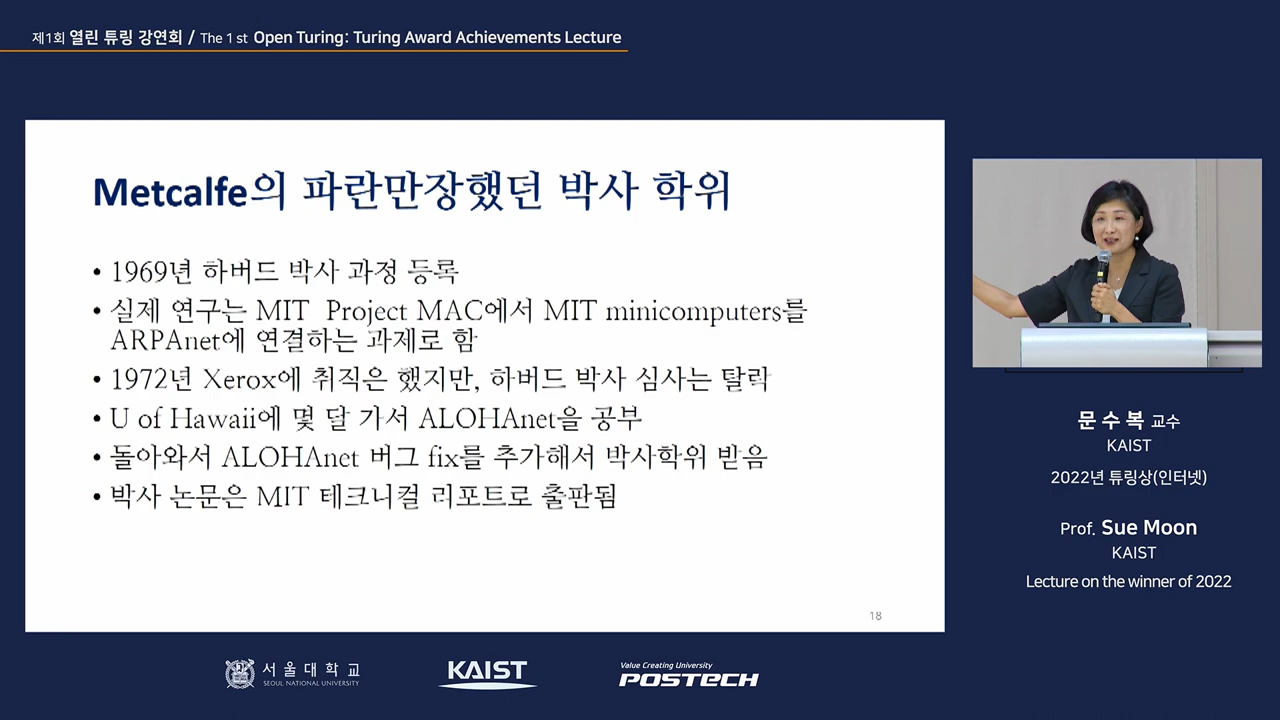 제1회 열린 튜링 강연회 / The 1 st Open Turing: Turing Award Achievements Lecture
Metcalfe의 파란만장했던 박사 학위
• 1969년 하버드 박사 과정 등록
• 실제 연구는 MIT Project MAC에서 MIT minicomputers를
ARPAnet에 연결하는 과제로 함
• 1972년 Xerox에 취직은 했지만, 하버드 박사 심사는 탈락
• U of Hawaii에 몇 달 가서 ALOHAnet을 공부
• 돌아와서 ALOHAnet 버그 fix를 추가해서 박사학위 받음
• 박사 논문은 MIT 테크니컬 리포트로 출판됨
18
문 수 복 교수
KAIST
2022년 튜링상(인터넷)
Prof. Sue Moon
KAIST
Lecture on the winner of 2022
서울대학교
SEOUL NATIONAL UNIVERSITY
KAIST
Value Creating University
POSTECH